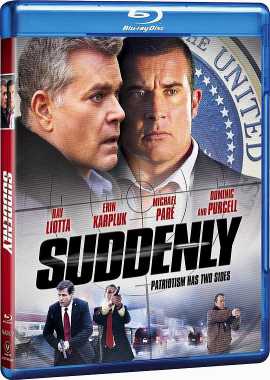 Blu-ray Disc
THE UNITED
RAY LIOTTA
ERIN KARPLUK
MICHAEL PARÉ
DOMINIC AND PURCELL
SUDDENLY
PATRIOTISM HAS TWO SIDES
SUDDENLY